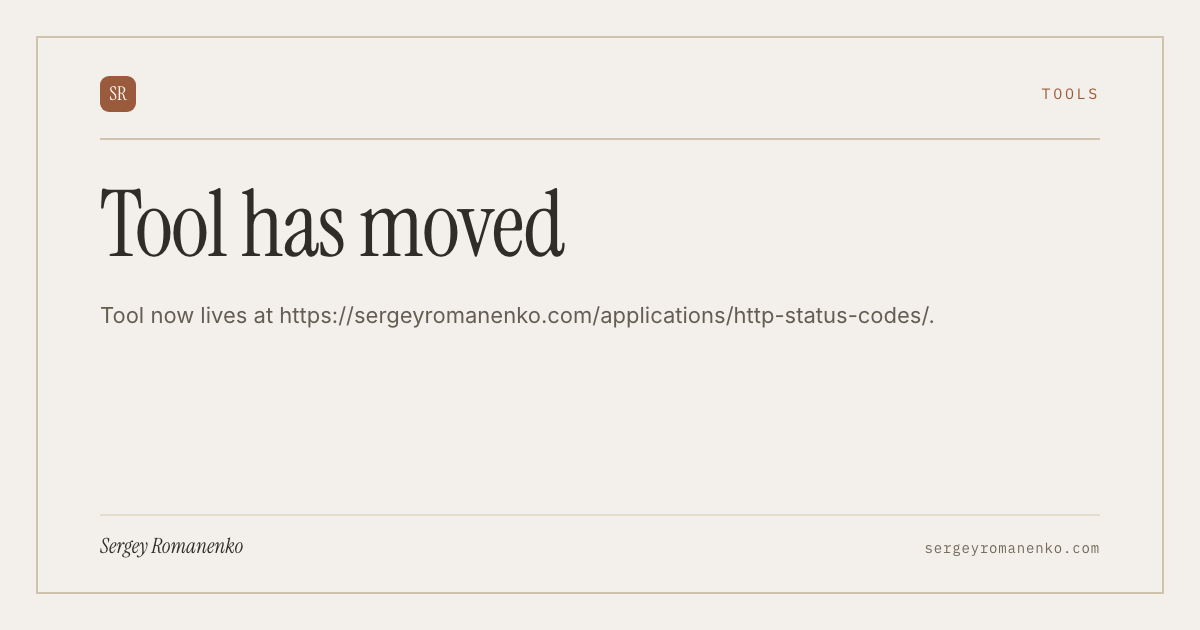 SR
TOOLS
Tool has moved
Tool now lives at https://sergeyromanenko.com/applications/http-status-codes/.
Sergey Romanenko
sergeyromanenko.com